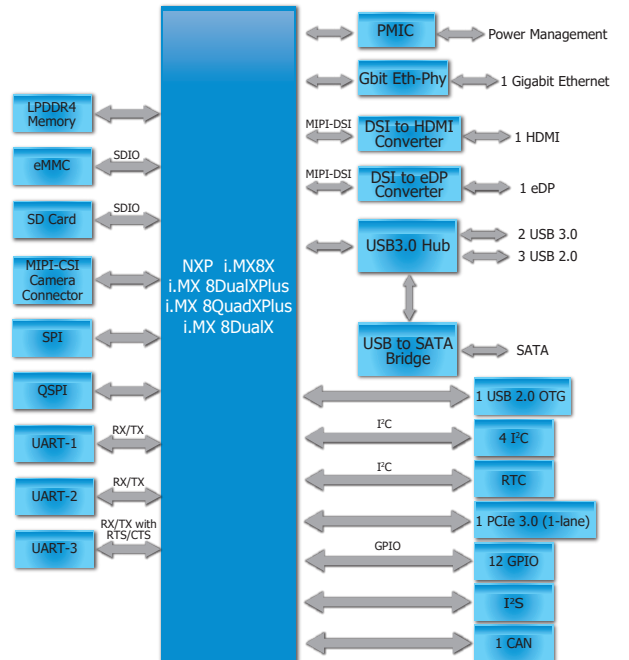 LPDDR4
Memory
eMMC
SDIO
SD Card
SDIO
MIPI-CSI
Camera
Connector
SPI
QSPI
UART-1
RX/TX
UART-2
RX/TX
UART-3
RX/TX with
RTS/CTS
NXP i.MX8X
i.MX 8DualXPlus
i.MX 8QuadXPlus
i.MX 8DualX
PMIC
Power Management
Gbit Eth-Phy
1 Gigabit Ethernet
MIPI-DSI
DSI to HDMI
Converter
1 HDMI
MIPI-DSI
DSI to eDP
Converter
1 eDP
USB3.0 Hub
2 USB 3.0
3 USB 2.0
USB to SATA
Bridge
SATA
1 USB 2.0 OTG
I²C
4 I²C
I²C
RTC
1 PCIe 3.0 (1-lane)
GPIO
12 GPIO
I²S
1 CAN